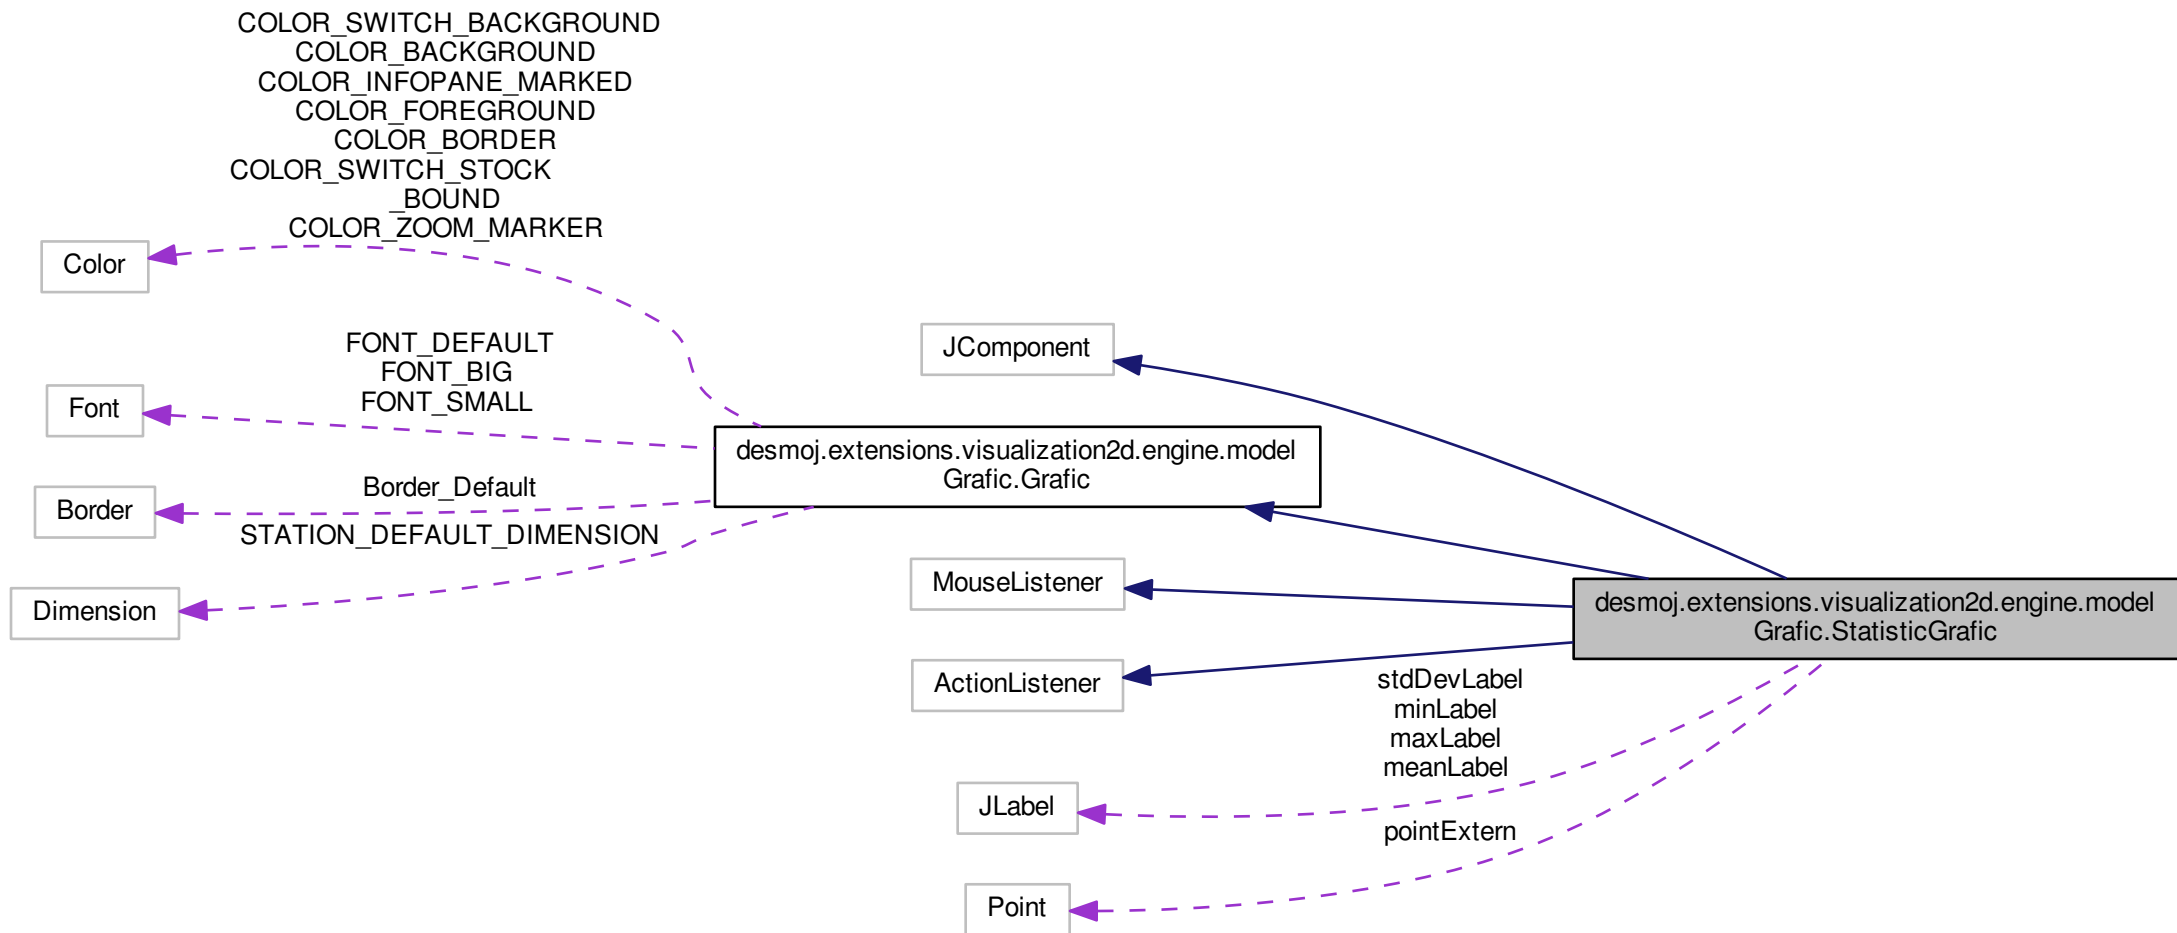 COLOR_SWITCH_BACKGROUND
COLOR_BACKGROUND
COLOR_INFOPANE_MARKED
COLOR_FOREGROUND
COLOR_BORDER
COLOR_SWITCH_STOCK
_BOUND
COLOR_ZOOM_MARKER
Color
FONT_DEFAULT
FONT_BIG
FONT_SMALL
Font
Border_Default
Border
STATION_DEFAULT_DIMENSION
Dimension
JComponent
desmoj.extensions.visualization2d.engine.model
Grafic.Grafic
MouseListener
ActionListener
desmoj.extensions.visualization2d.engine.model
Grafic.StatisticGrafic
stdDevLabel
minLabel
maxLabel
meanLabel
JLabel
pointExtern
Point